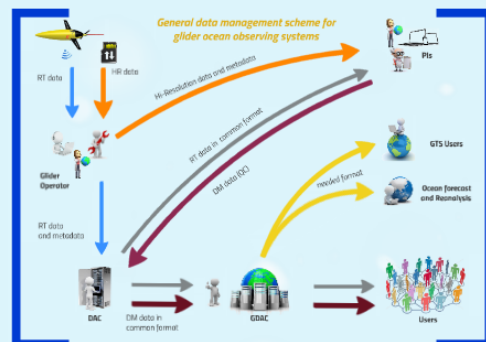 General data management scheme for
glider ocean observing systems
RT data
HR data
PIs
Hi-Resolution data and metadata
RT data in common format
DM data (QC)
Glider
Operator
GTS Users
needed format
Ocean forecast
and Reanalysis
RT data
and metadata
DAC
DM data in
common format
GDAC
Users